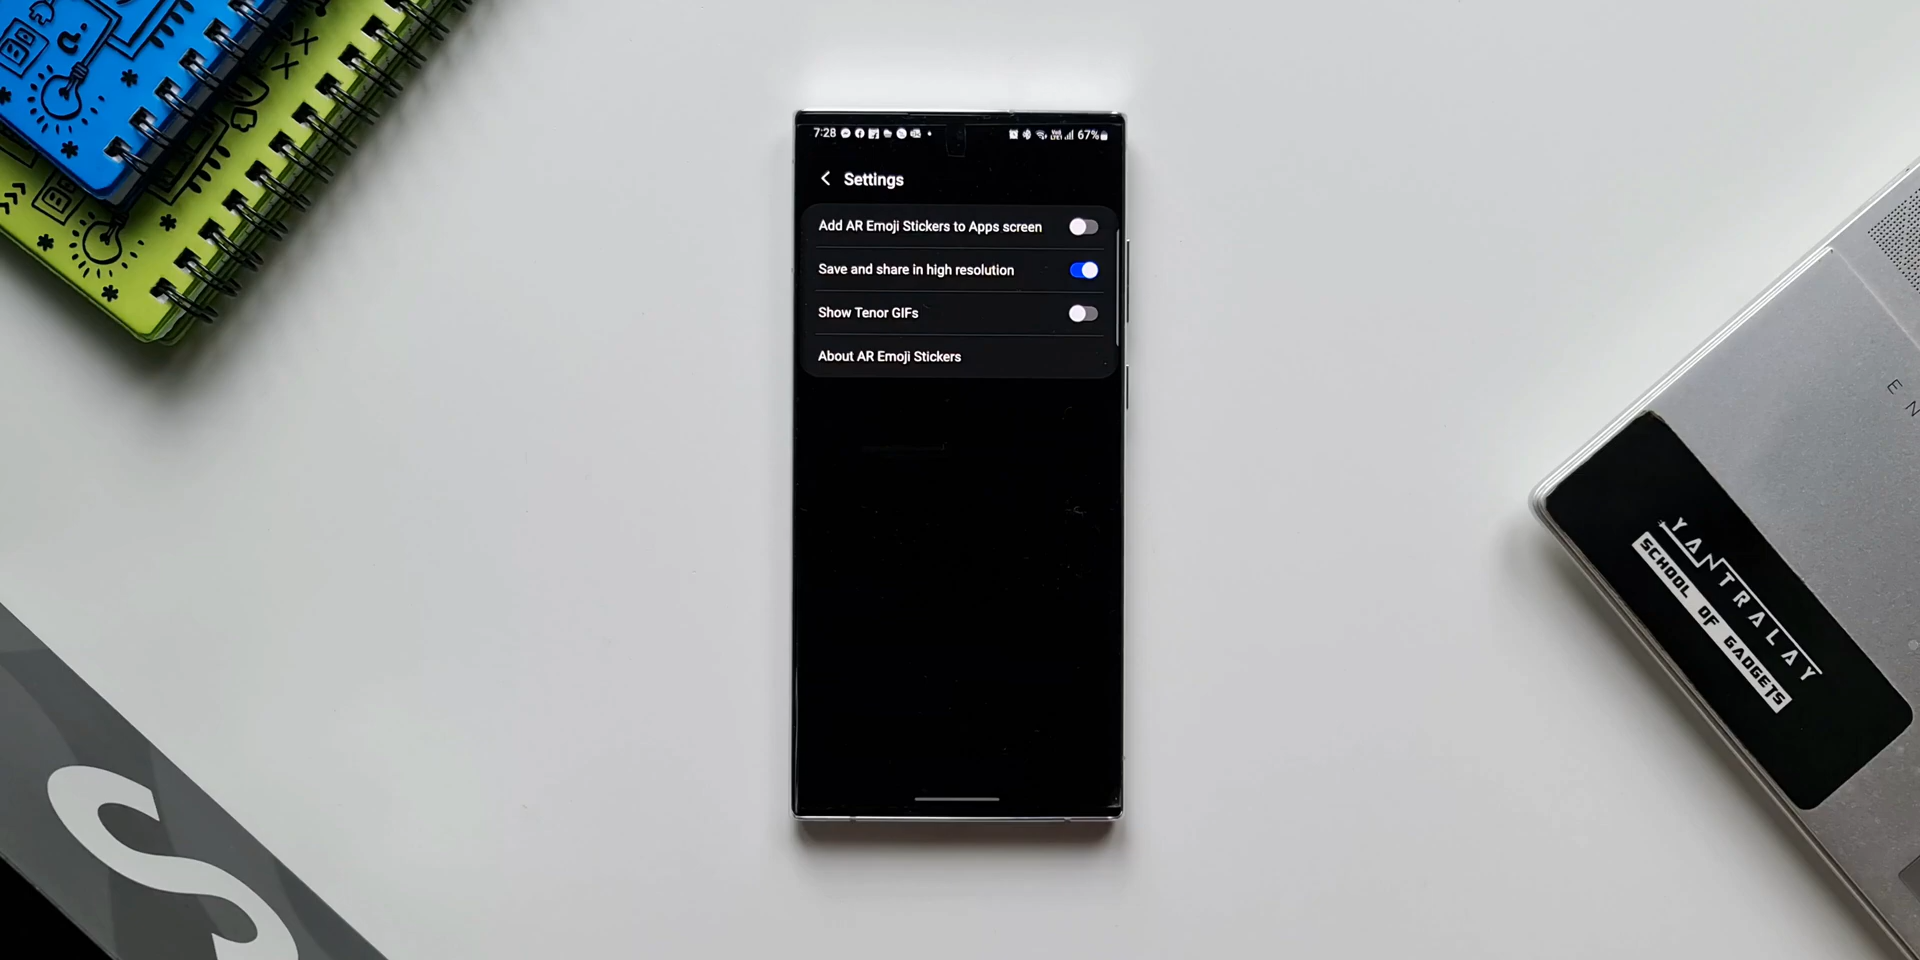 a.
7:28
67%
Settings
Add AR Emoji Stickers to Apps screen
Save and share in high resolution
Show Tenor GIFs
About AR Emoji Stickers
E N
YANTRALAY
SCHOOL OF GADGETS
S